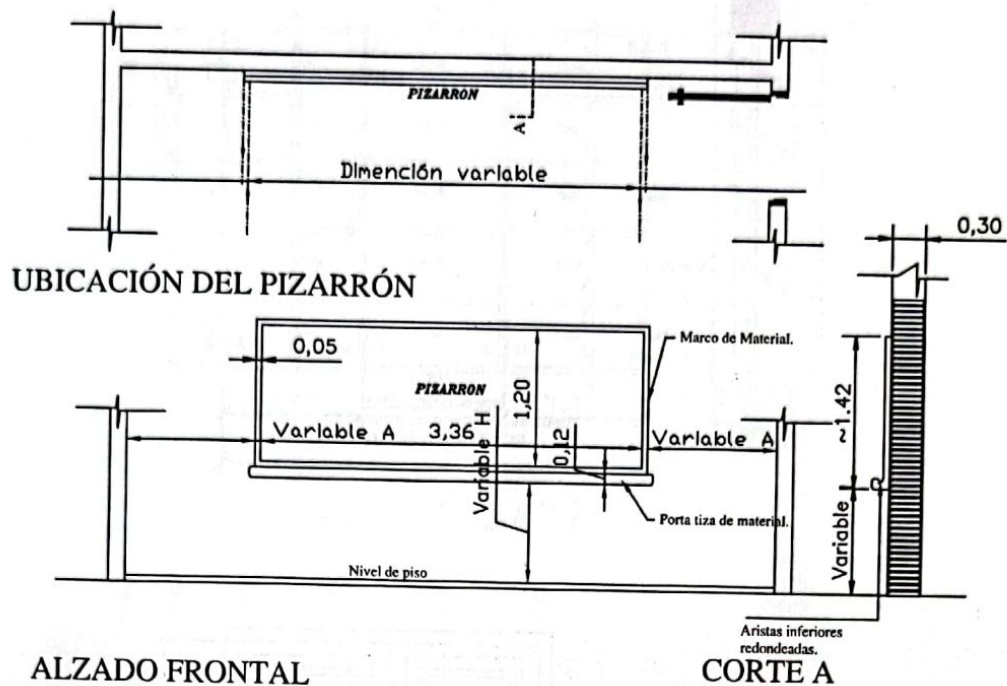 PIZARRÓN
A
Dimención variable
UBICACIÓN DEL PIZARRÓN
0,30
0,05
Marco de Material.
PIZARRON
1,20
~1.42
Variable A
3,36
Variable H
0,12
Variable A
Porta tiza de material.
Variable
Nivel de piso
Aristas inferiores
redondeadas.
ALZADO FRONTAL
CORTE A